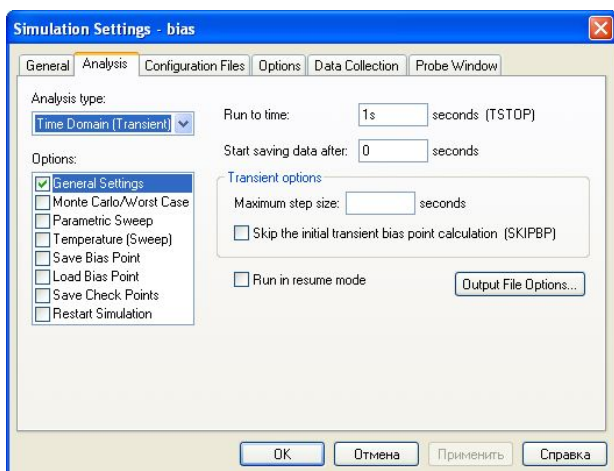 Simulation Settings - bias
General Analysis Configuration Files Options Data Collection Probe Window
Analysis type:
Time Domain (Transient)
Options:
General Settings
Monte Carlo/Worst Case
Parametric Sweep
Temperature (Sweep)
Save Bias Point
Load Bias Point
Save Check Points
Restart Simulation
Run to time: 1s seconds (TSTOP)
Start saving data after: 0 seconds
Transient options
Maximum step size: seconds
Skip the initial transient bias point calculation (SKIPBP)
Run in resume mode
Output File Options...
OK Отмена Применить Справка